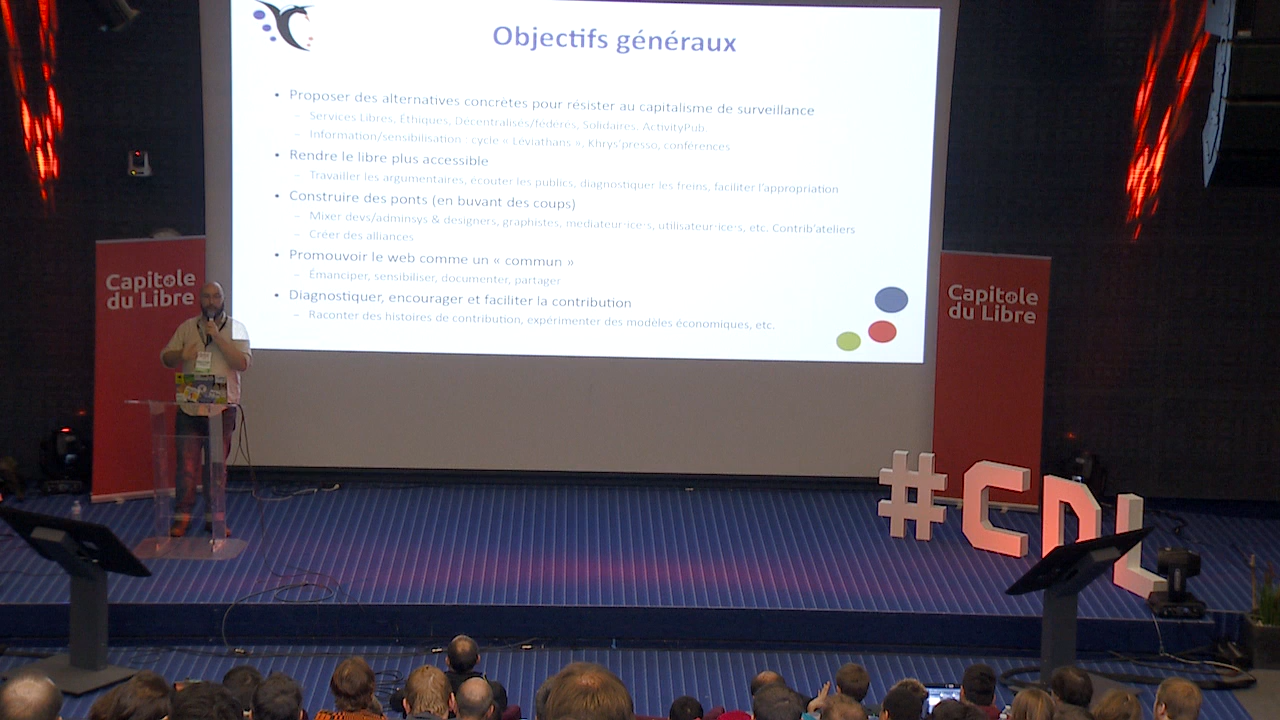 Objectifs généraux
• Proposer des alternatives concrètes pour résister au capitalisme de surveillance
– Services Libres, Éthiques, Décentralisés/fédérés, Solidaires, ActivityPub
– Information/sensibilisation : cycle « Léviathans », Khrys'presso, conférences
• Rendre le libre plus accessible
– Travailler les argumentaires, écouter les publics, diagnostiquer les freins, faciliter l'appropriation
• Construire des ponts (en buvant des coups)
– Mixer devs/adminsys & designers, graphistes, médiateur·ice·s, utilisateur·ice·s, etc. Contrib'ateliers
– Créer des alliances
• Promouvoir le web comme un « commun »
– Émanciper, sensibiliser, documenter, partager
• Diagnostiquer, encourager et faciliter la contribution
– Raconter des histoires de contribution, expérimenter des modèles économiques, etc.
Capitole
du Libre
Capitole
du Libre
#CDL